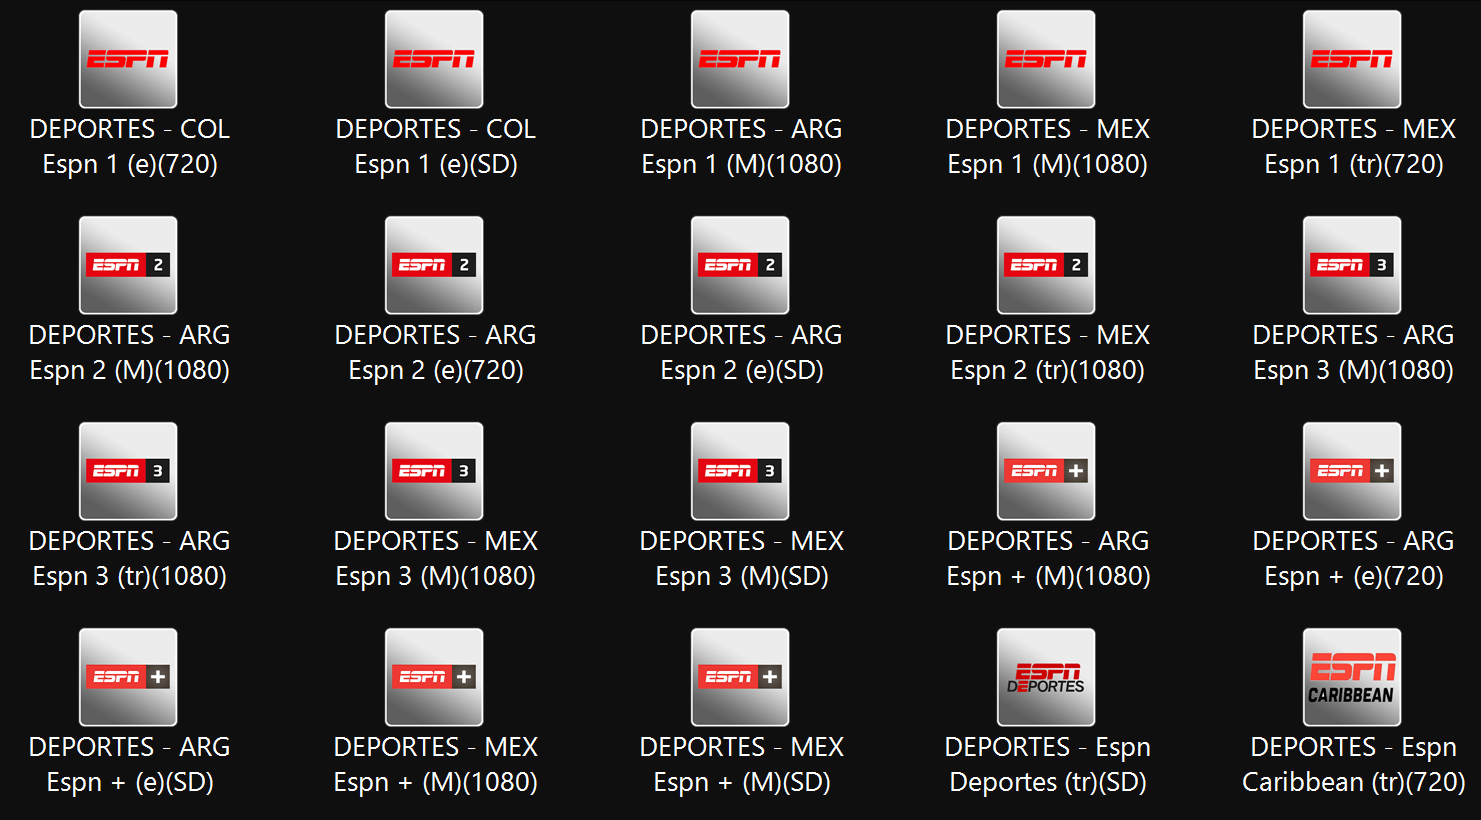 ESPN
DEPORTES - COL
Espn 1 (e)(720)
ESPN
DEPORTES - COL
Espn 1 (e)(SD)
ESPN
DEPORTES - ARG
Espn 1 (M)(1080)
ESPN
DEPORTES - MEX
Espn 1 (M)(1080)
ESPN
DEPORTES - MEX
Espn 1 (tr)(720)
ESPN 2
DEPORTES - ARG
Espn 2 (M)(1080)
ESPN 2
DEPORTES - ARG
Espn 2 (e)(720)
ESPN 2
DEPORTES - ARG
Espn 2 (e)(SD)
ESPN 2
DEPORTES - MEX
Espn 2 (tr)(1080)
ESPN 3
DEPORTES - ARG
Espn 3 (M)(1080)
ESPN 3
DEPORTES - ARG
Espn 3 (tr)(1080)
ESPN 3
DEPORTES - MEX
Espn 3 (M)(1080)
ESPN 3
DEPORTES - MEX
Espn 3 (M)(SD)
ESPN +
DEPORTES - ARG
Espn + (M)(1080)
ESPN +
DEPORTES - ARG
Espn + (e)(720)
ESPN +
DEPORTES - ARG
Espn + (e)(SD)
ESPN +
DEPORTES - MEX
Espn + (M)(1080)
ESPN +
DEPORTES - MEX
Espn + (M)(SD)
ESPN
DEPORTES
DEPORTES - Espn
Deportes (tr)(SD)
ESPN
CARIBBEAN
DEPORTES - Espn
Caribbean (tr)(720)